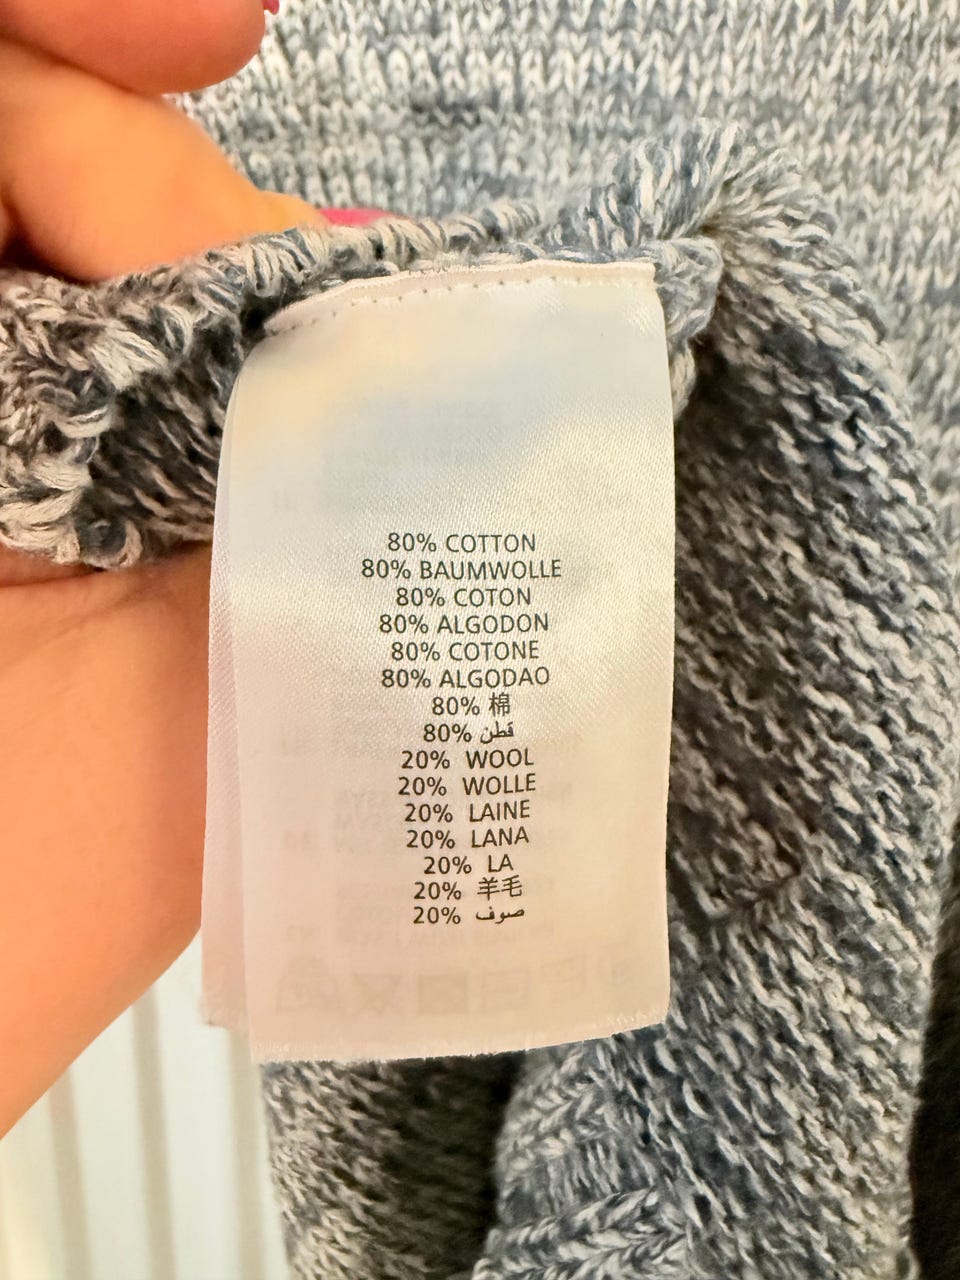 80% COTTON
80% BAUMWOLLE
80% COTON
80% ALGODON
80% COTONE
80% ALGODAO
80% 棉
80% قطن
20% WOOL
20% WOLLE
20% LAINE
20% LANA
20% LA
20% 羊毛
20% صوف